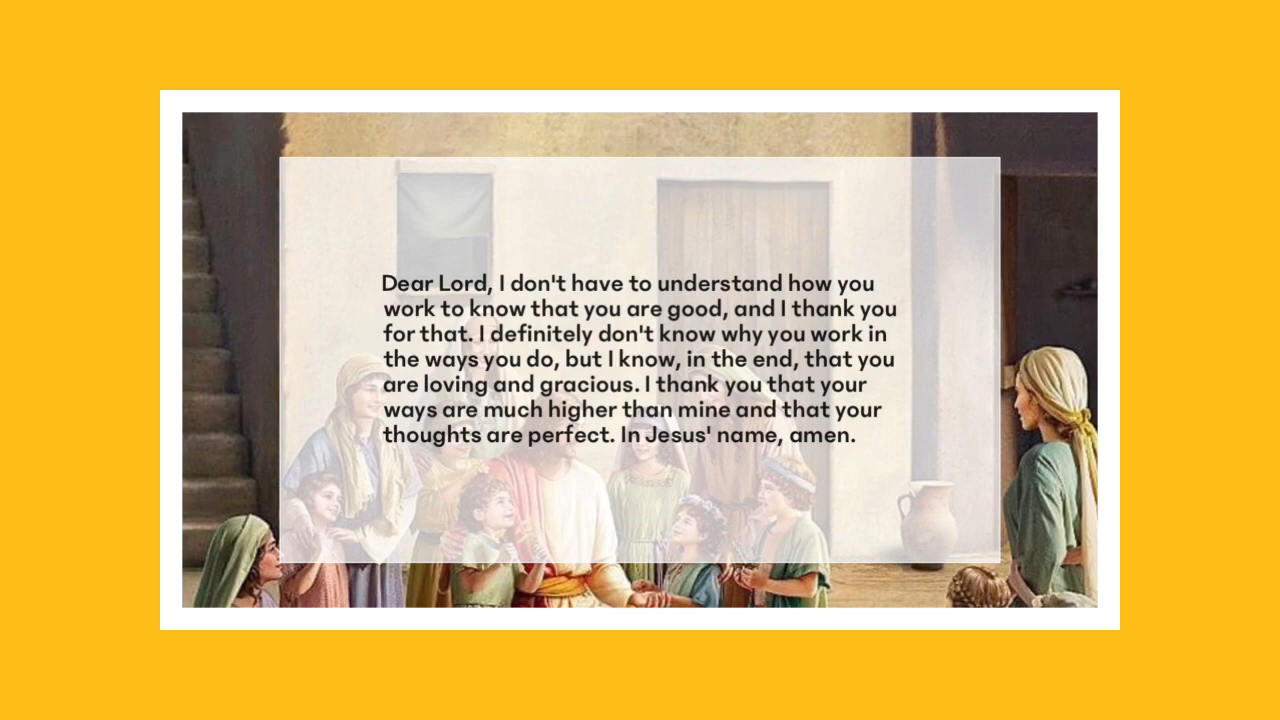 Dear Lord, I don't have to understand how you
work to know that you are good, and I thank you
for that. I definitely don't know why you work in
the ways you do, but I know, in the end, that you
are loving and gracious. I thank you that your
ways are much higher than mine and that your
thoughts are perfect. In Jesus' name, amen.